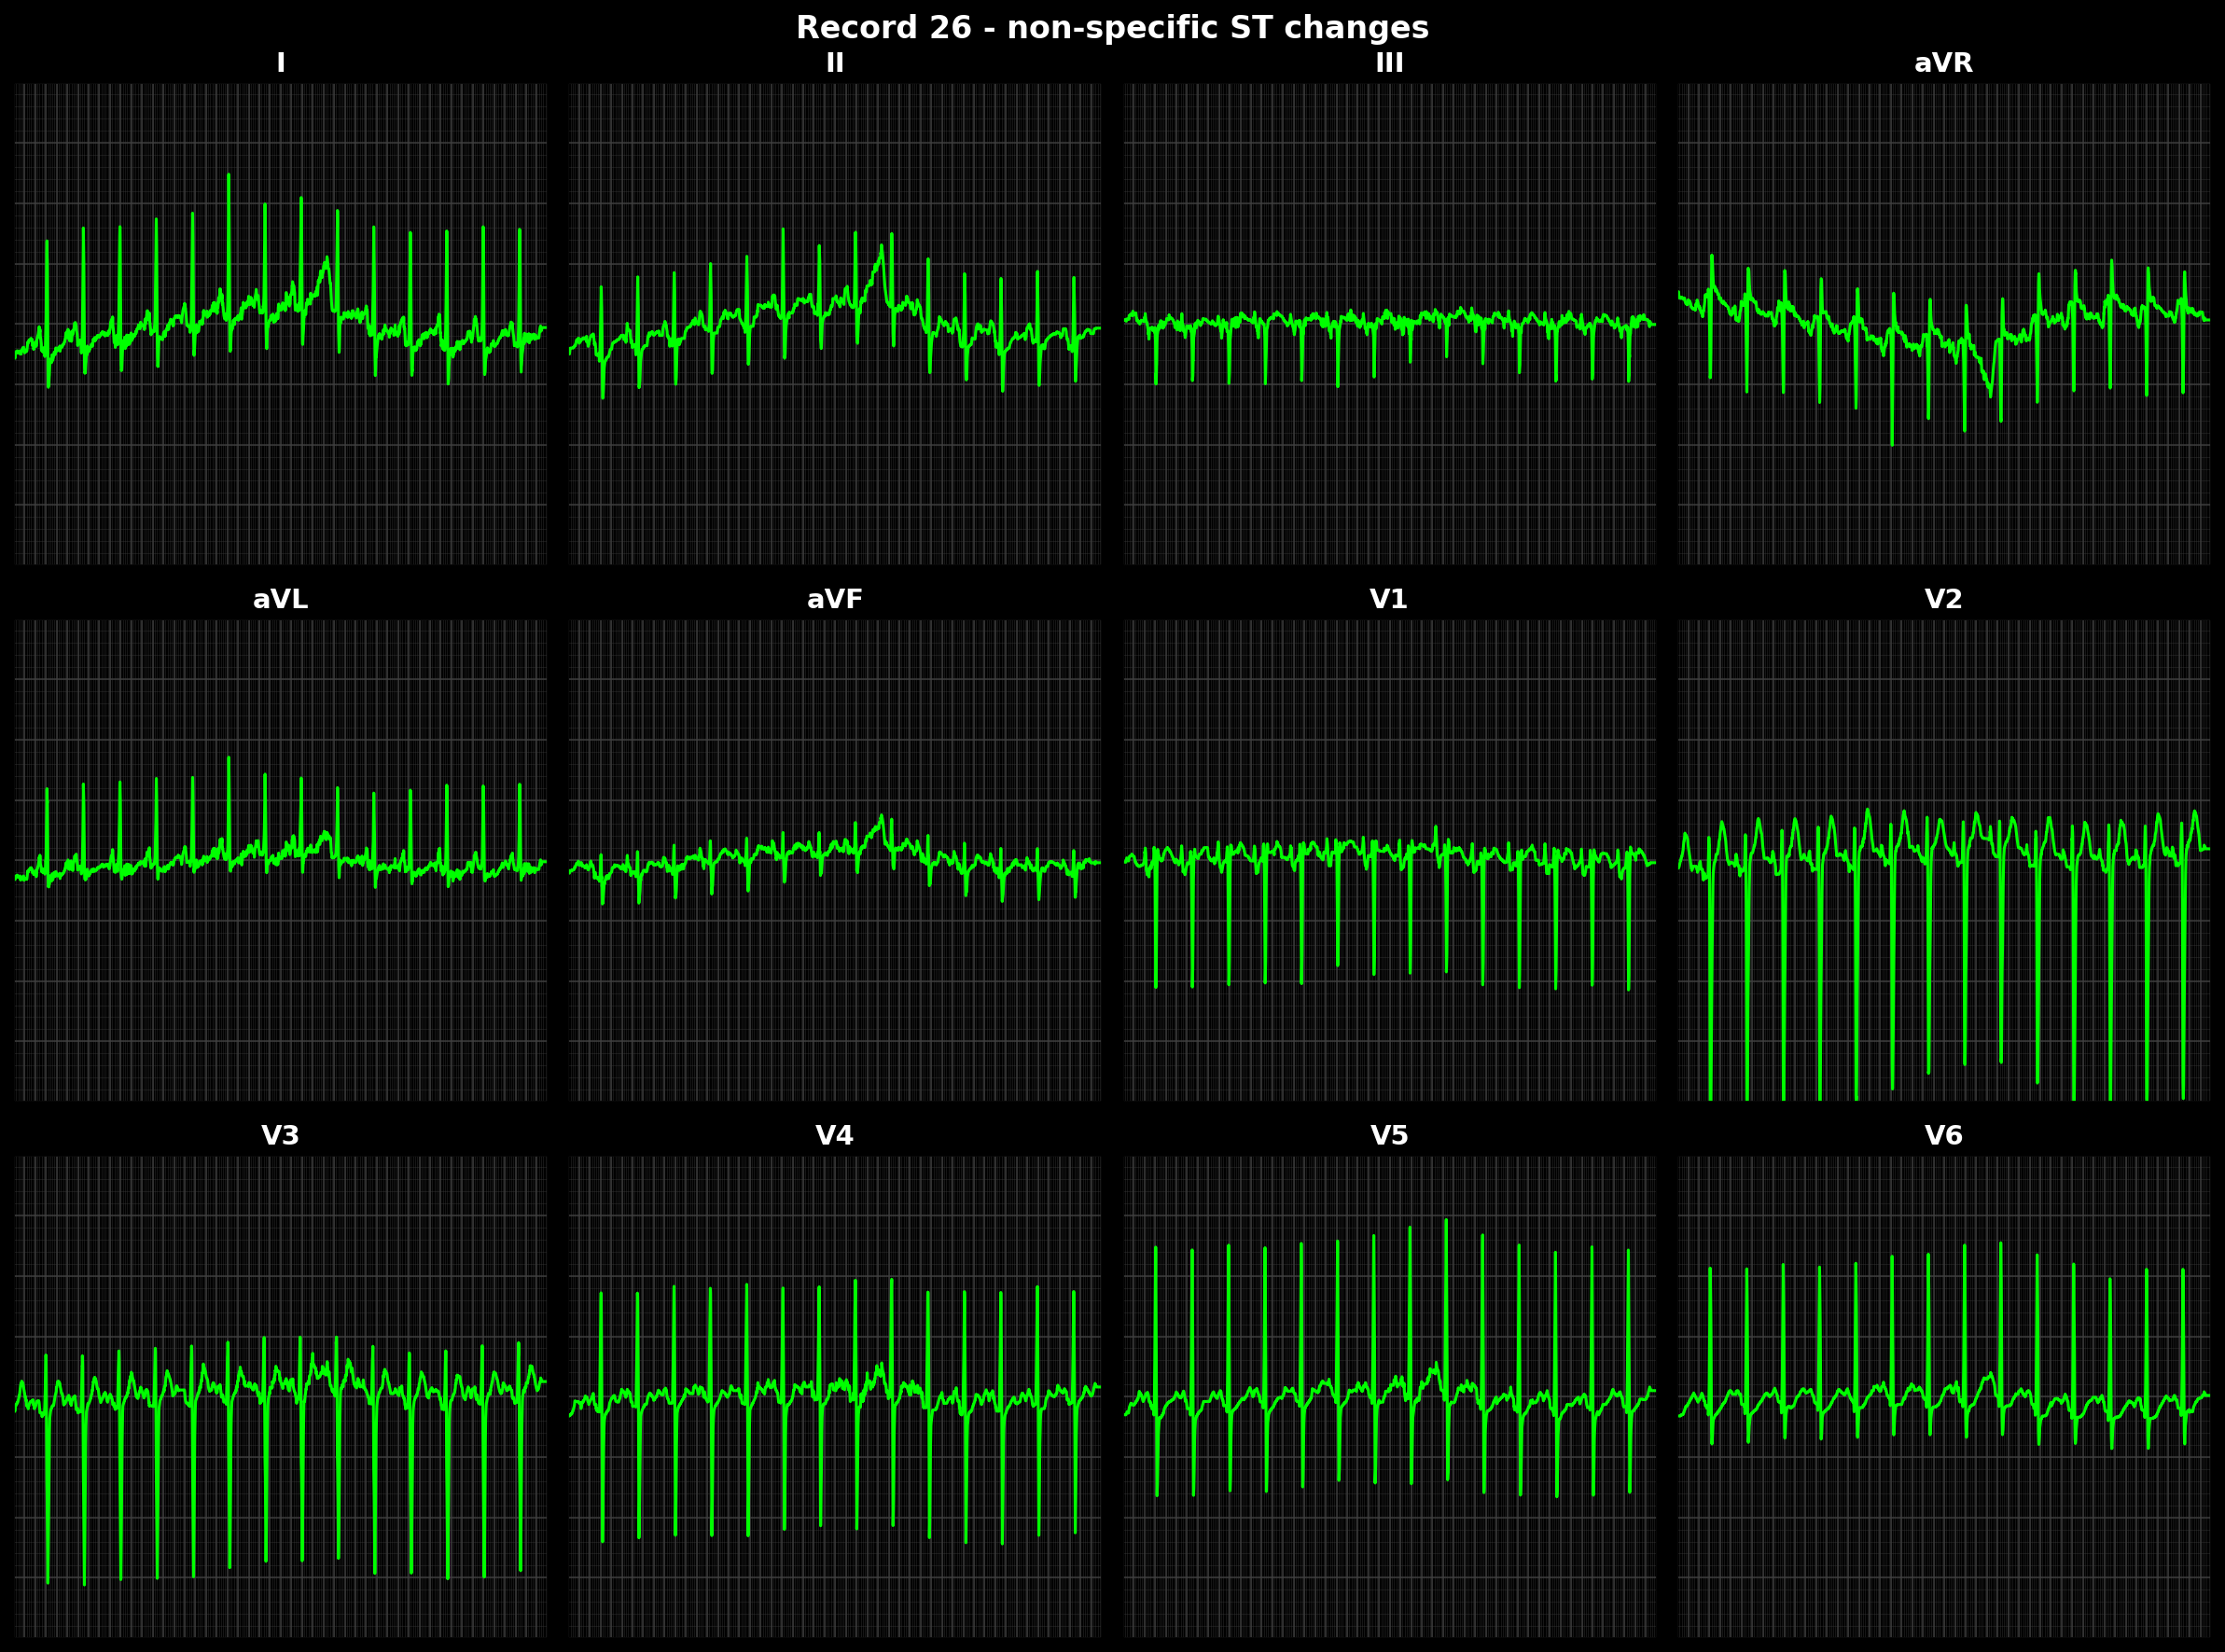 Record 26 - non-specific ST changes
I
II
III
aVR
aVL
aVF
V1
V2
V3
V4
V5
V6